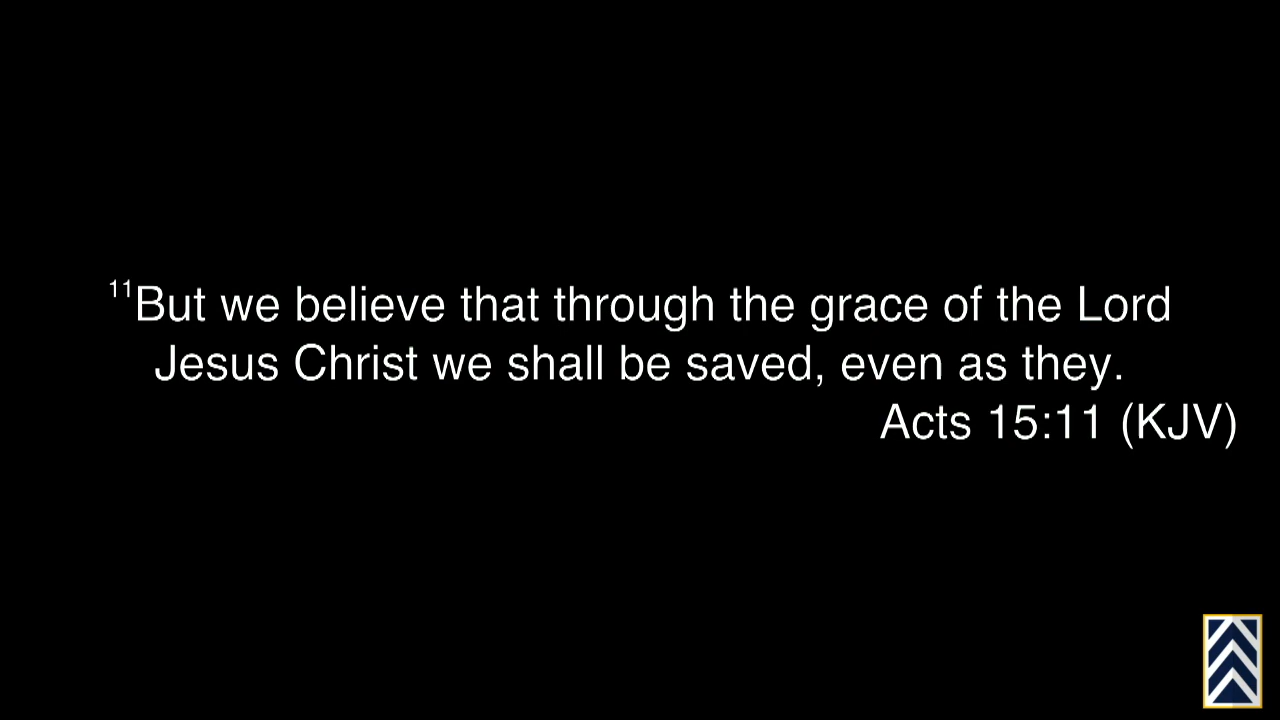 ¹¹But we believe that through the grace of the Lord
Jesus Christ we shall be saved, even as they.
Acts 15:11 (KJV)